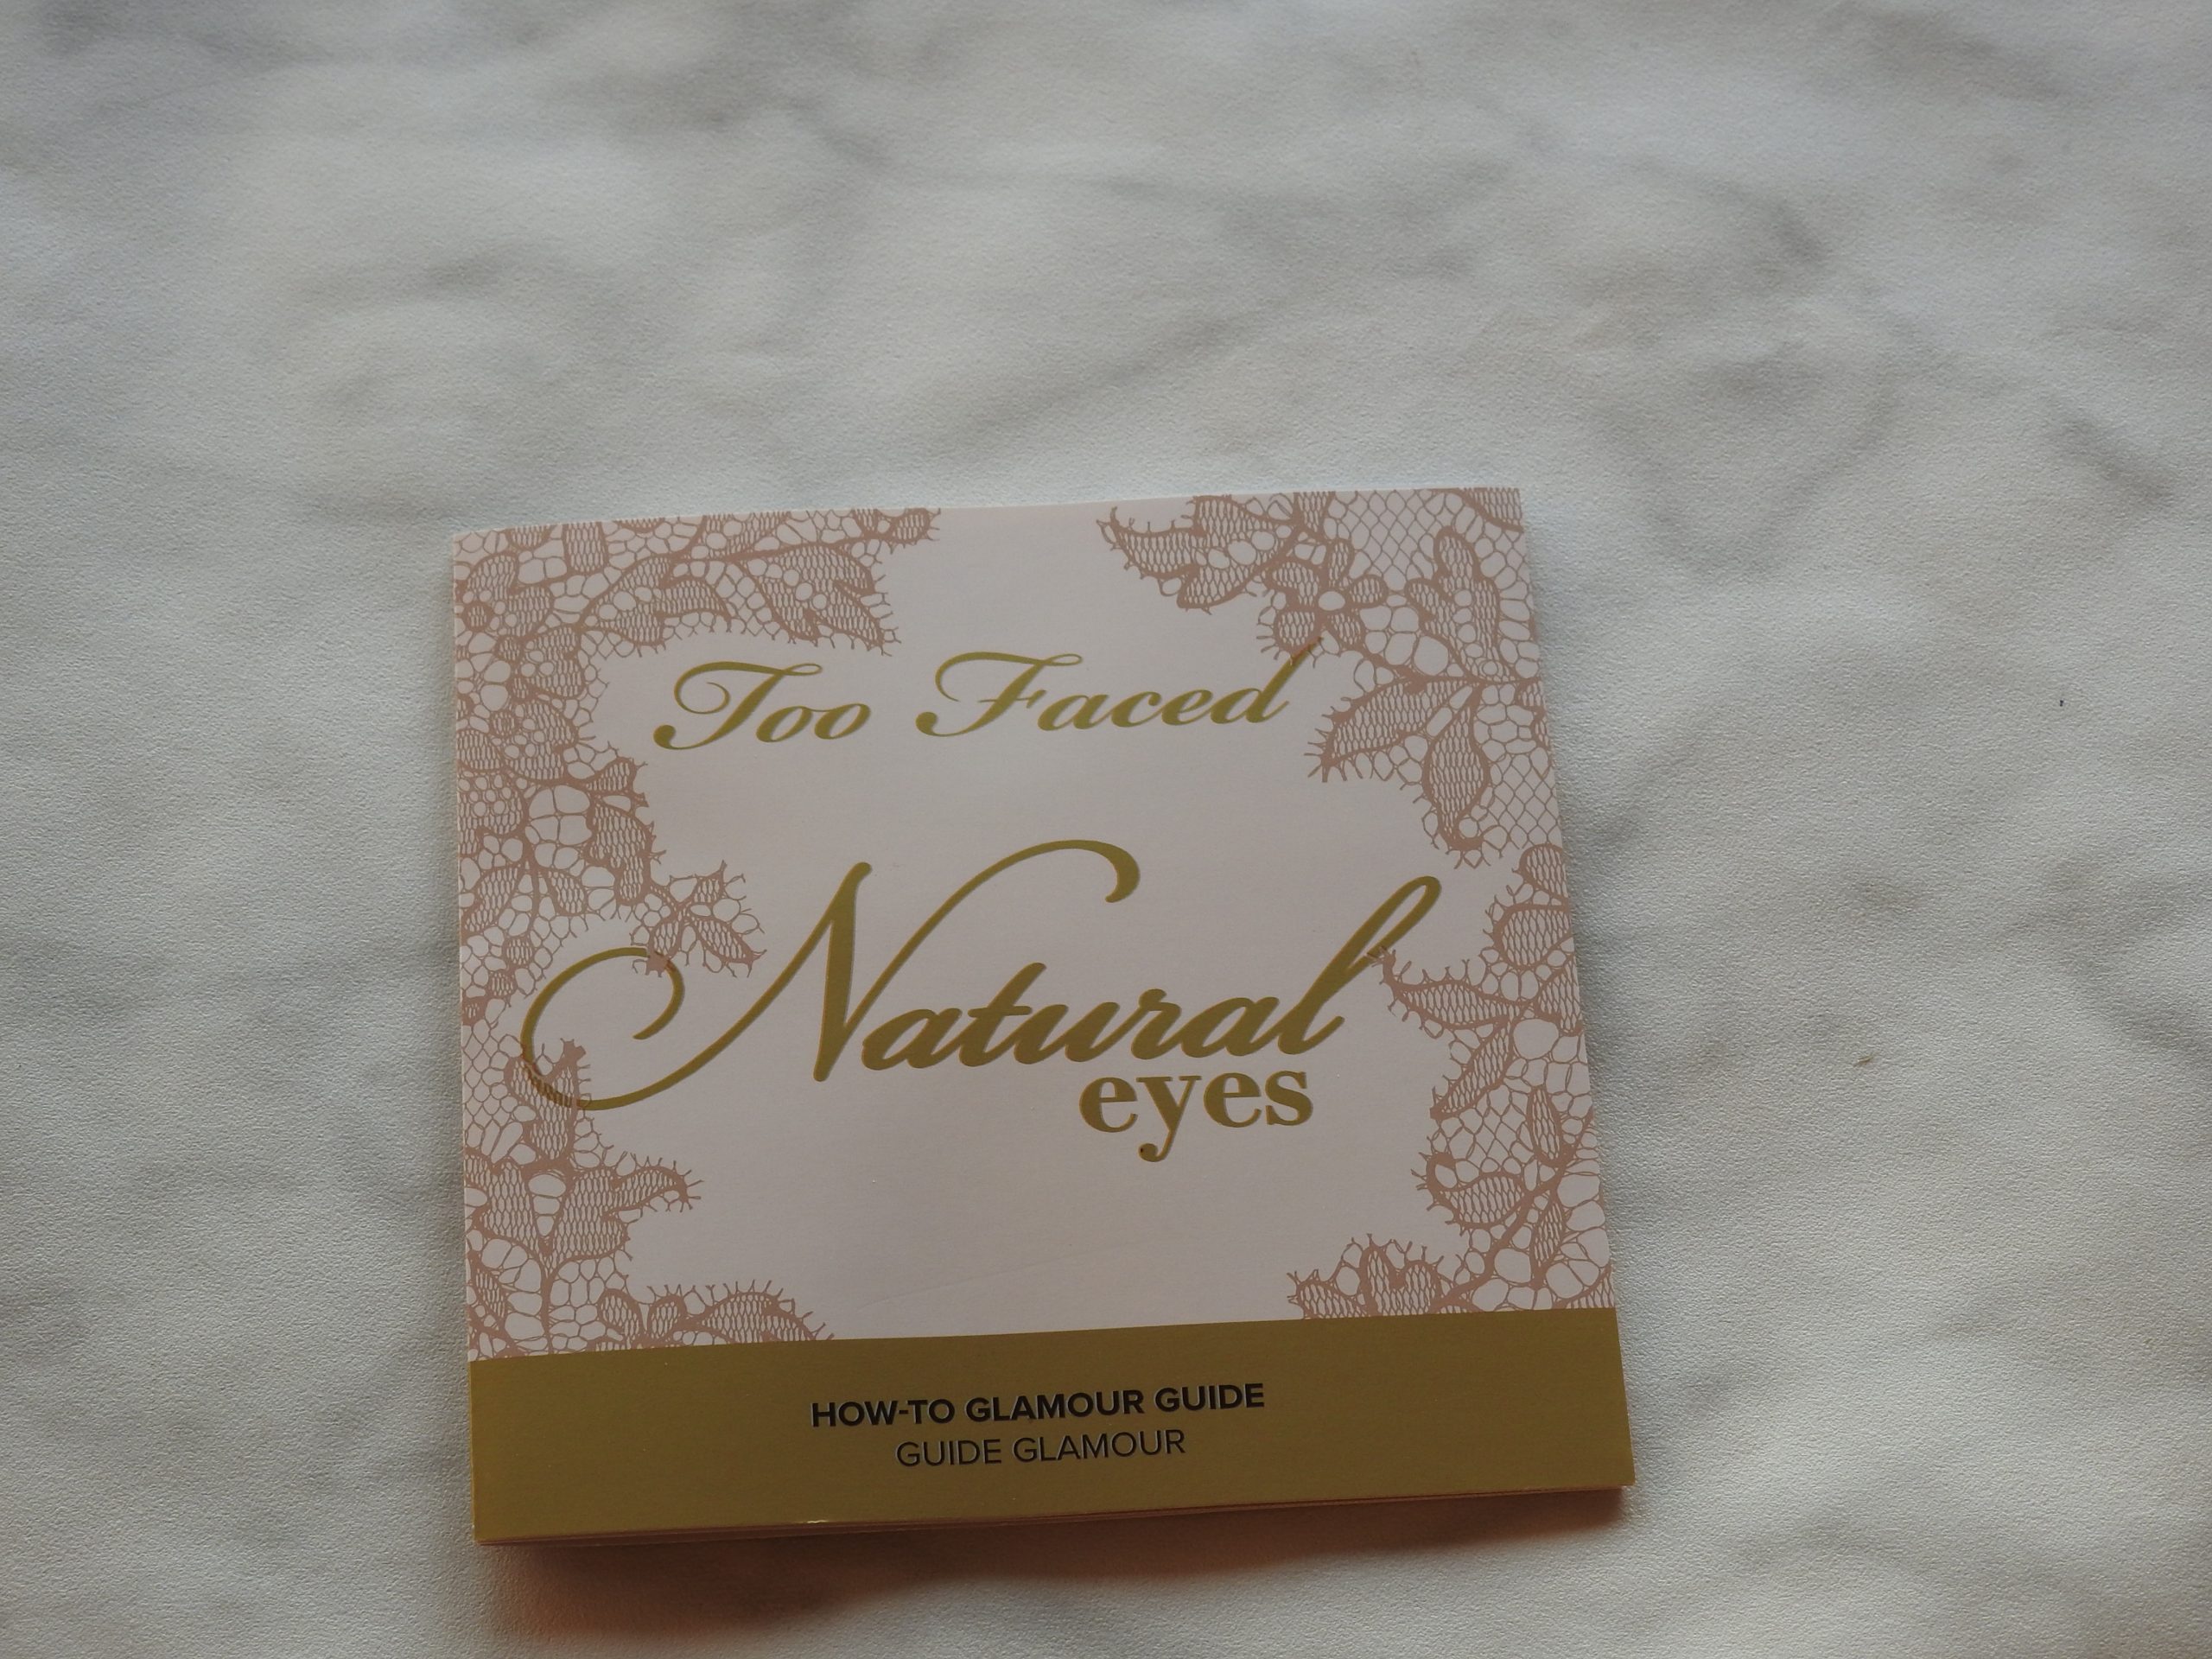 Too Faced
Natural
eyes
HOW-TO GLAMOUR GUIDE
GUIDE GLAMOUR